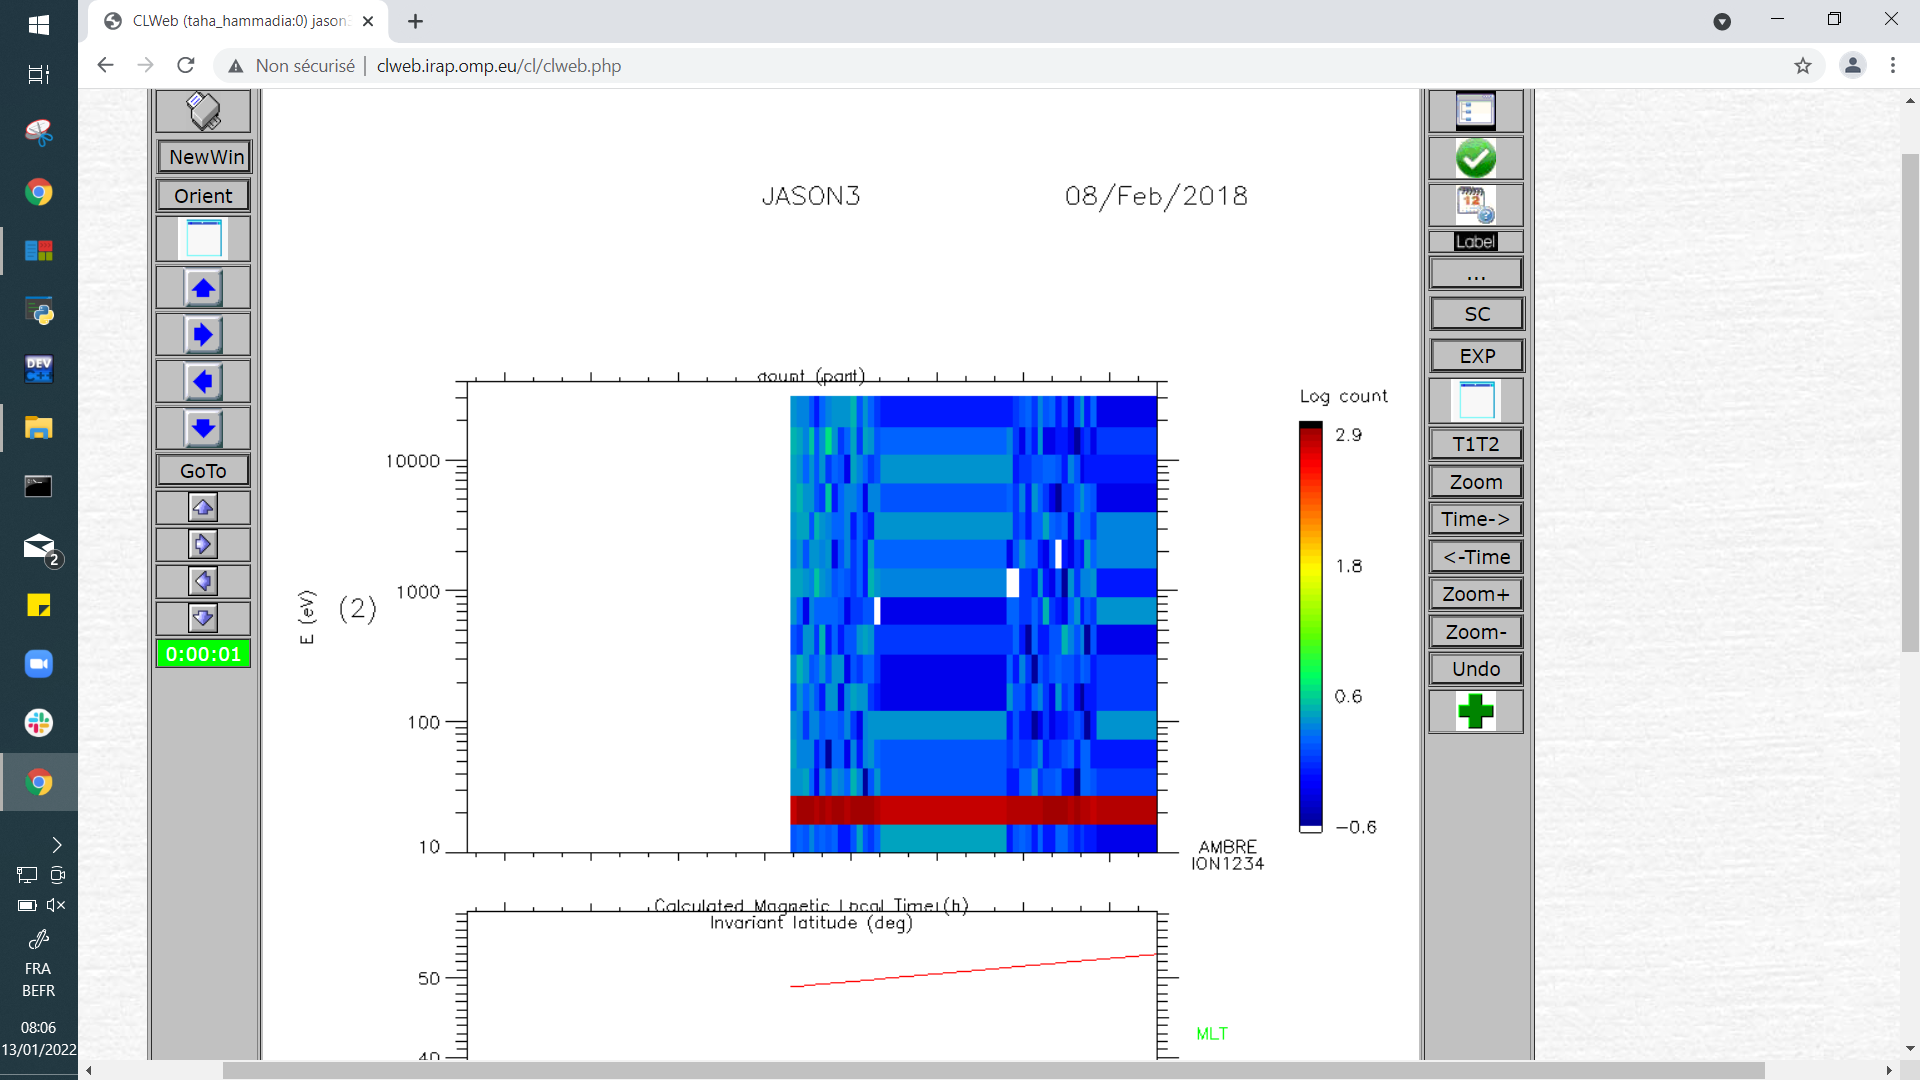 CLWeb (taha_hammadia:0) jason3
Non sécurisé | clweb.irap.omp.eu/cl/clweb.php
NewWin
Orient
GoTo
0:00:01
JASON3 08/Feb/2018
count (part)
10000
1000
100
10
E (eV)
(2)
Log count
2.9
1.8
0.6
-0.6
AMBRE
ION1234
Calculated Magnetic Local Time (h)
Invariant latitude (deg)
50
40
MLT
12
Label
...
SC
EXP
T1T2
Zoom
Time->
<-Time
Zoom+
Zoom-
Undo
DEV
C++
2
FRA
BEFR
08:06
13/01/2022